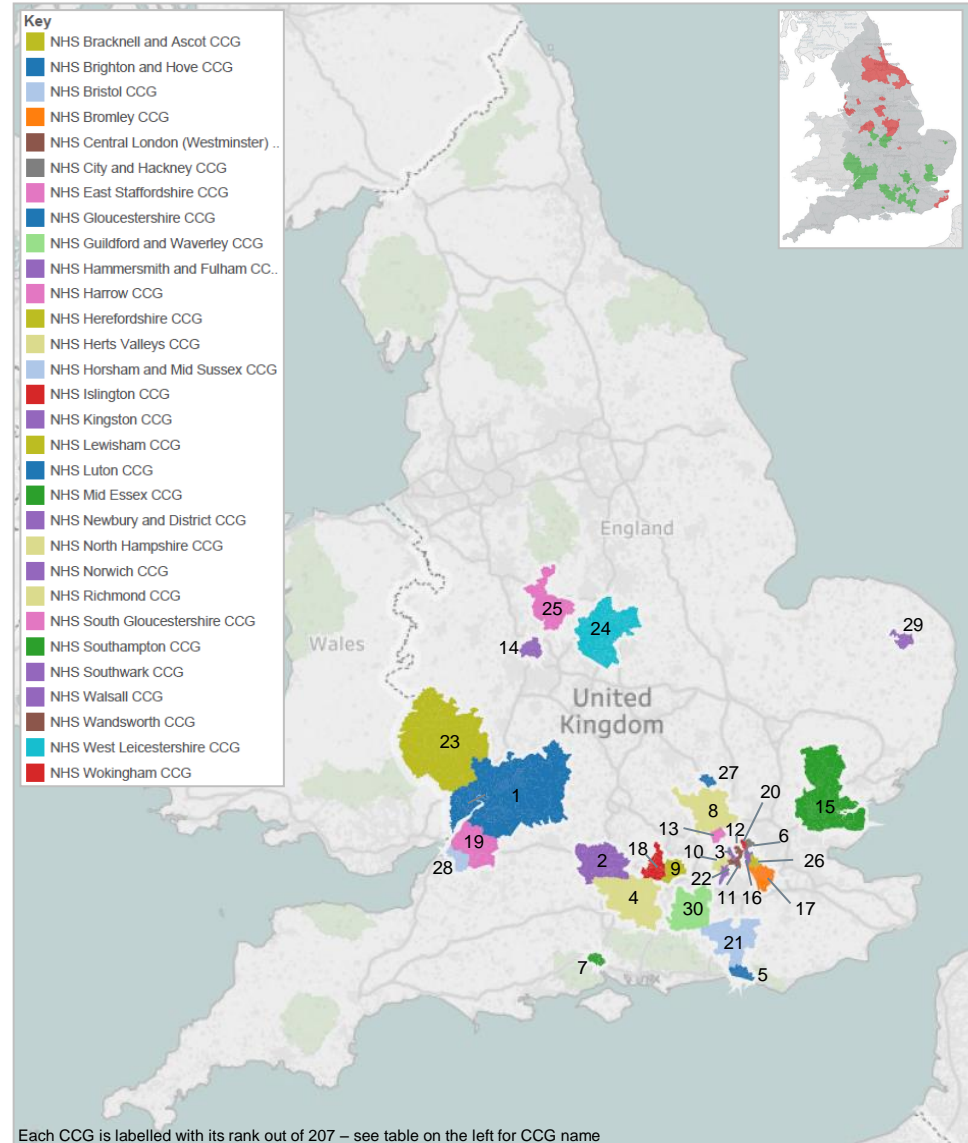 Key
NHS Bracknell and Ascot CCG
NHS Brighton and Hove CCG
NHS Bristol CCG
NHS Bromley CCG
NHS Central London (Westminster) ..
NHS City and Hackney CCG
NHS East Staffordshire CCG
NHS Gloucestershire CCG
NHS Guildford and Waverley CCG
NHS Hammersmith and Fulham CC..
NHS Harrow CCG
NHS Herefordshire CCG
NHS Herts Valleys CCG
NHS Horsham and Mid Sussex CCG
NHS Islington CCG
NHS Kingston CCG
NHS Lewisham CCG
NHS Luton CCG
NHS Mid Essex CCG
NHS Newbury and District CCG
NHS North Hampshire CCG
NHS Norwich CCG
NHS Richmond CCG
NHS South Gloucestershire CCG
NHS Southampton CCG
NHS Southwark CCG
NHS Walsall CCG
NHS Wandsworth CCG
NHS West Leicestershire CCG
NHS Wokingham CCG
England
25
24
29
Wales
14
United
Kingdom
23
27
1
8
20
15
13
12
6
19
18
10
3
28
2
9
26
22
11
16
17
4
30
21
7
5
Each CCG is labelled with its rank out of 207 – see table on the left for CCG name